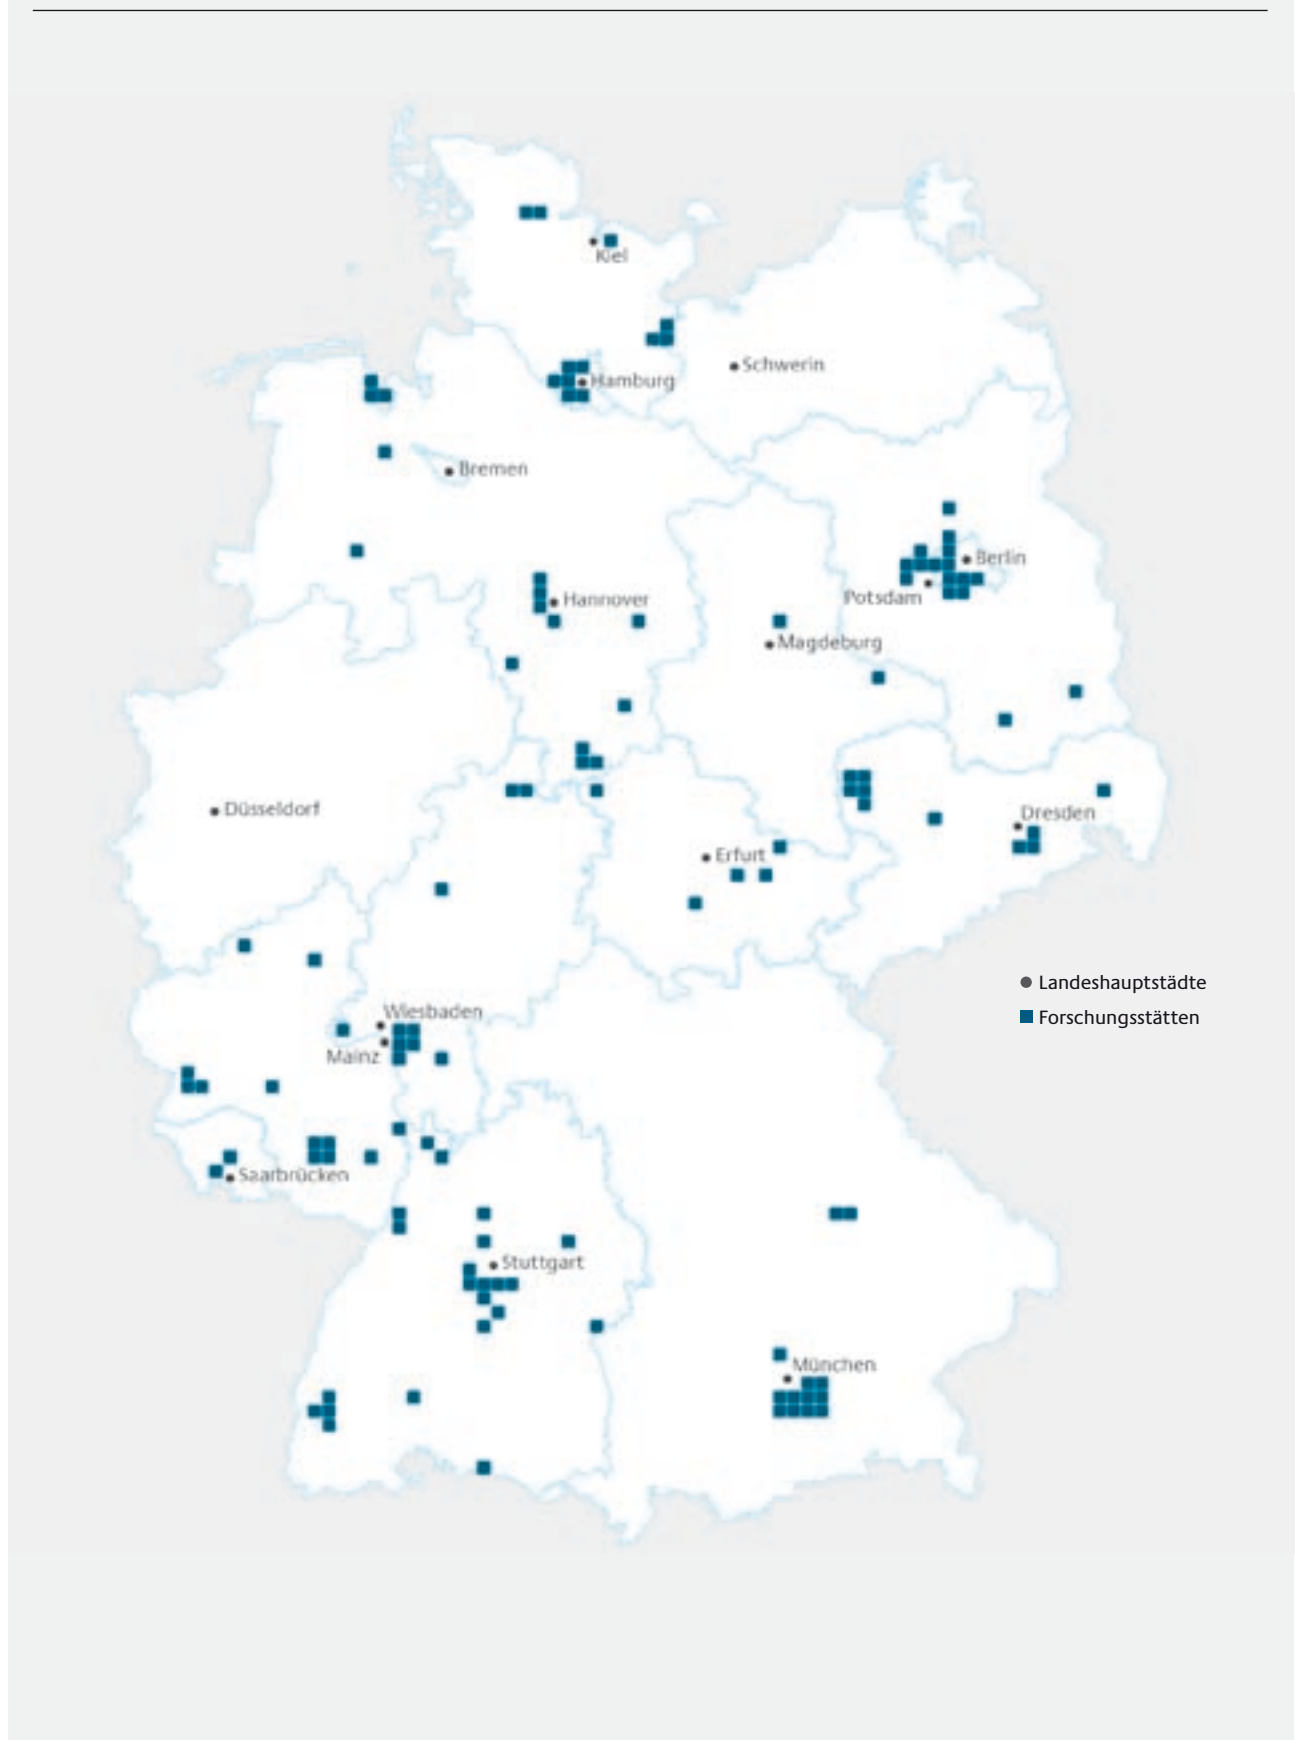 Kiel
Schwerin
Hamburg
Bremen
Berlin
Hannover
Potsdam
Magdeburg
Düsseldorf
Dresden
Erfurt
Landeshauptstädte
Wiesbaden
Forschungsstätten
Mainz
Saarbrücken
Stuttgart
München